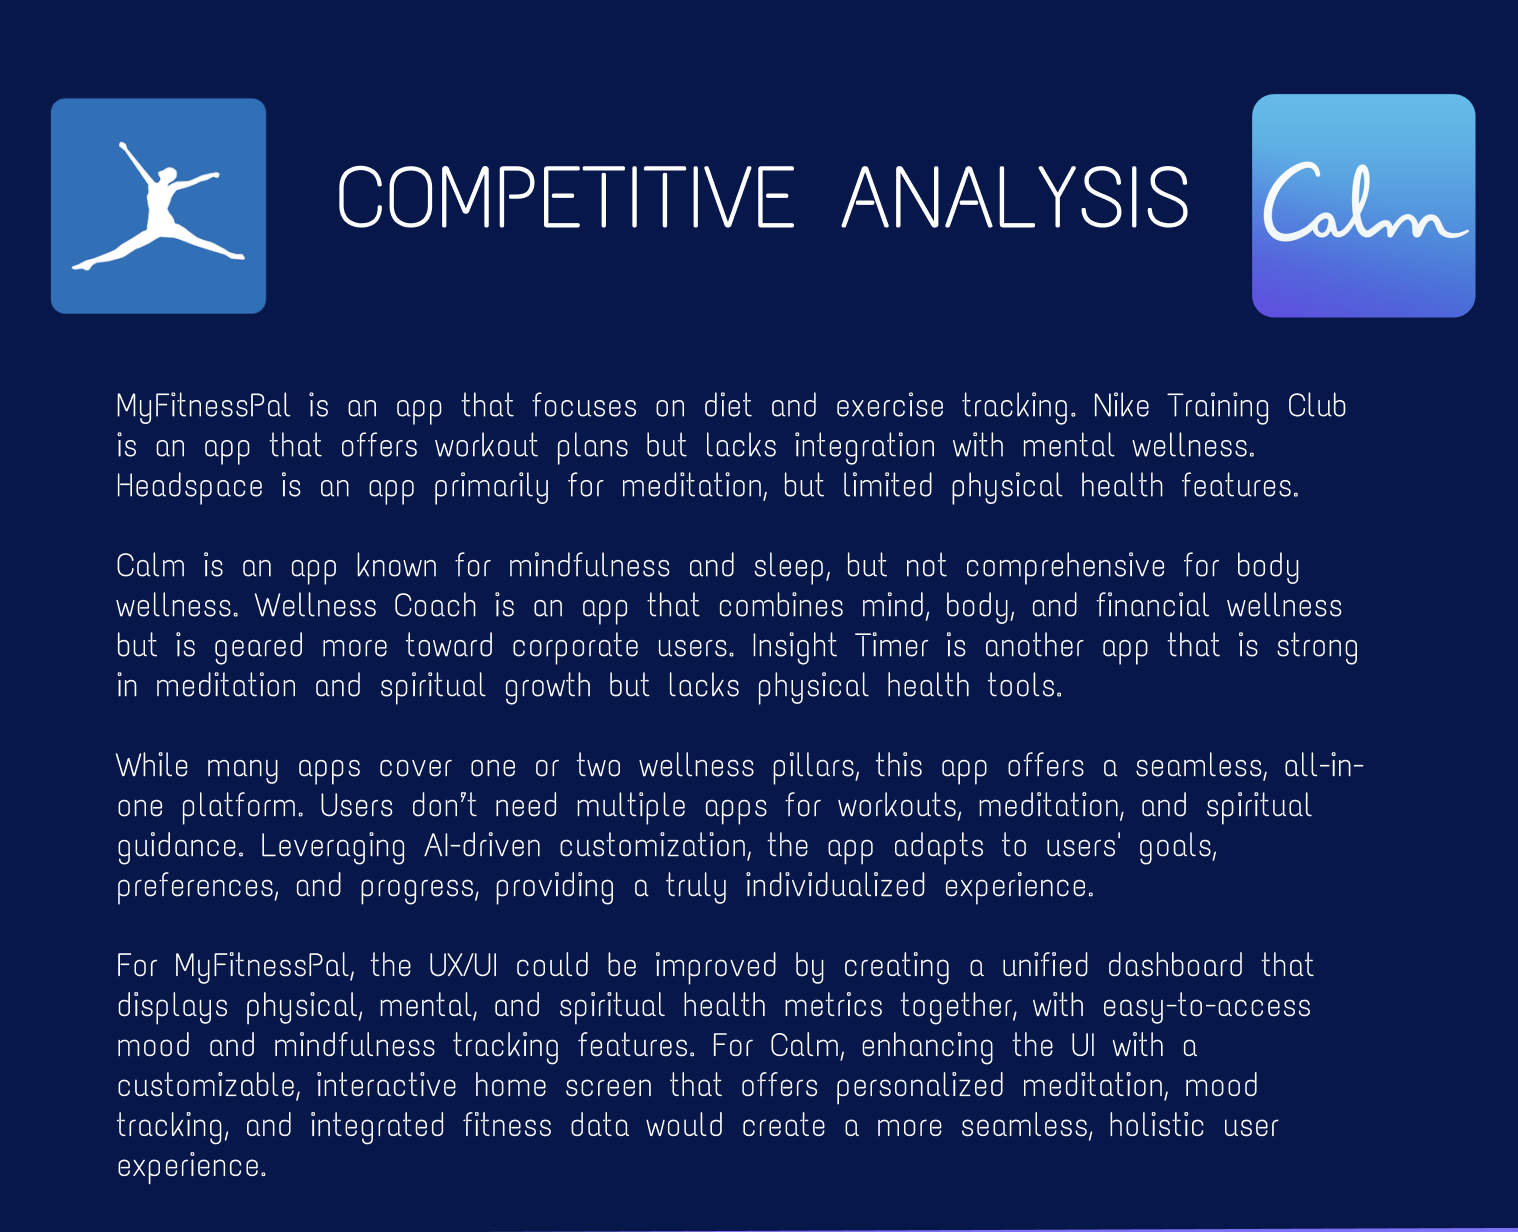 COMPETITIVE ANALYSIS
Calm
MyFitnessPal is an app that focuses on diet and exercise tracking. Nike Training Club
is an app that offers workout plans but lacks integration with mental wellness.
Headspace is an app primarily for meditation, but limited physical health features.
Calm is an app known for mindfulness and sleep, but not comprehensive for body
wellness. Wellness Coach is an app that combines mind, body, and financial wellness
but is geared more toward corporate users. Insight Timer is another app that is strong
in meditation and spiritual growth but lacks physical health tools.
While many apps cover one or two wellness pillars, this app offers a seamless, all-in-
one platform. Users don’t need multiple apps for workouts, meditation, and spiritual
guidance. Leveraging AI-driven customization, the app adapts to users' goals,
preferences, and progress, providing a truly individualized experience.
For MyFitnessPal, the UX/UI could be improved by creating a unified dashboard that
displays physical, mental, and spiritual health metrics together, with easy-to-access
mood and mindfulness tracking features. For Calm, enhancing the UI with a
customizable, interactive home screen that offers personalized meditation, mood
tracking, and integrated fitness data would create a more seamless, holistic user
experience.